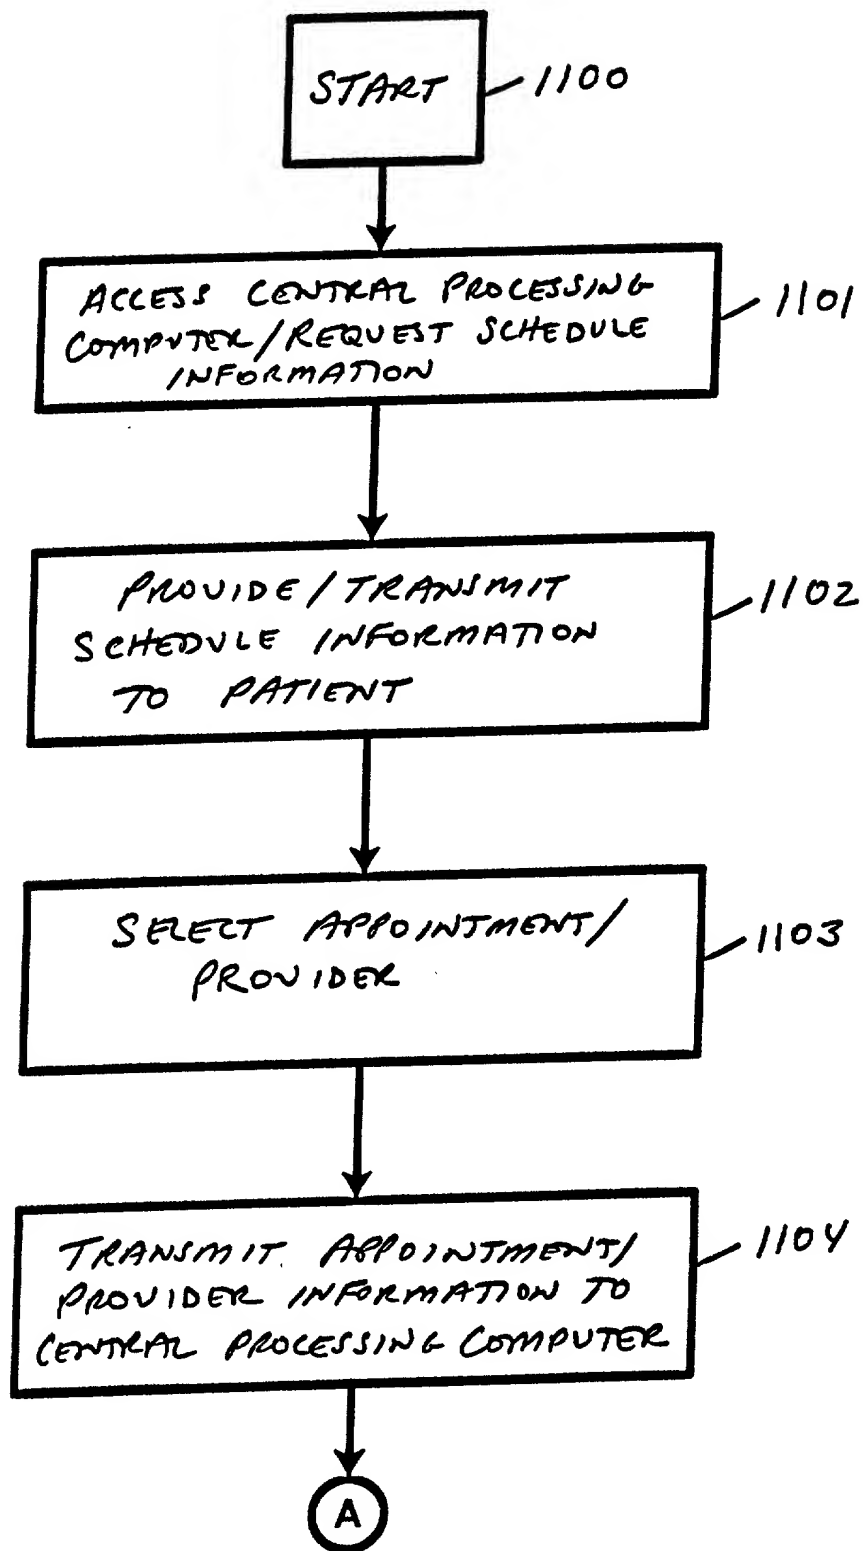 START
1100
ACCESS CENTRAL PROCESSING
COMPUTER/REQUEST SCHEDULE
INFORMATION
1101
PROVIDE/TRANSMIT
SCHEDULE INFORMATION
TO PATIENT
1102
SELECT APPOINTMENT/
PROVIDER
1103
TRANSMIT APPOINTMENT/
PROVIDER INFORMATION TO
CENTRAL PROCESSING COMPUTER
1104
A